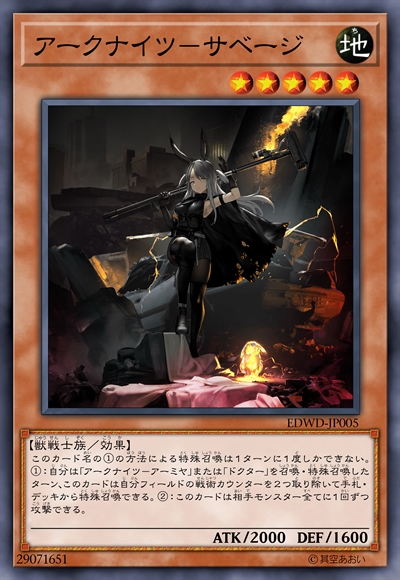 アークナイツ－サベージ
地
EDWD-JP005
【獣戦士族／効果】
このカード名の①の方法による特殊召喚は1ターンに1度しかできない。
①：自分は「アークナイツ－アーミヤ」または「ドクター」を召喚・特殊召喚した
ターン、このカードは自分フィールドの戦術カウンターを2つ取り除いて手札・
デッキから特殊召喚できる。②：このカードは相手モンスター全てに1回ずつ
攻撃できる。
ATK/2000 DEF/1600
29071651
©其空あおい